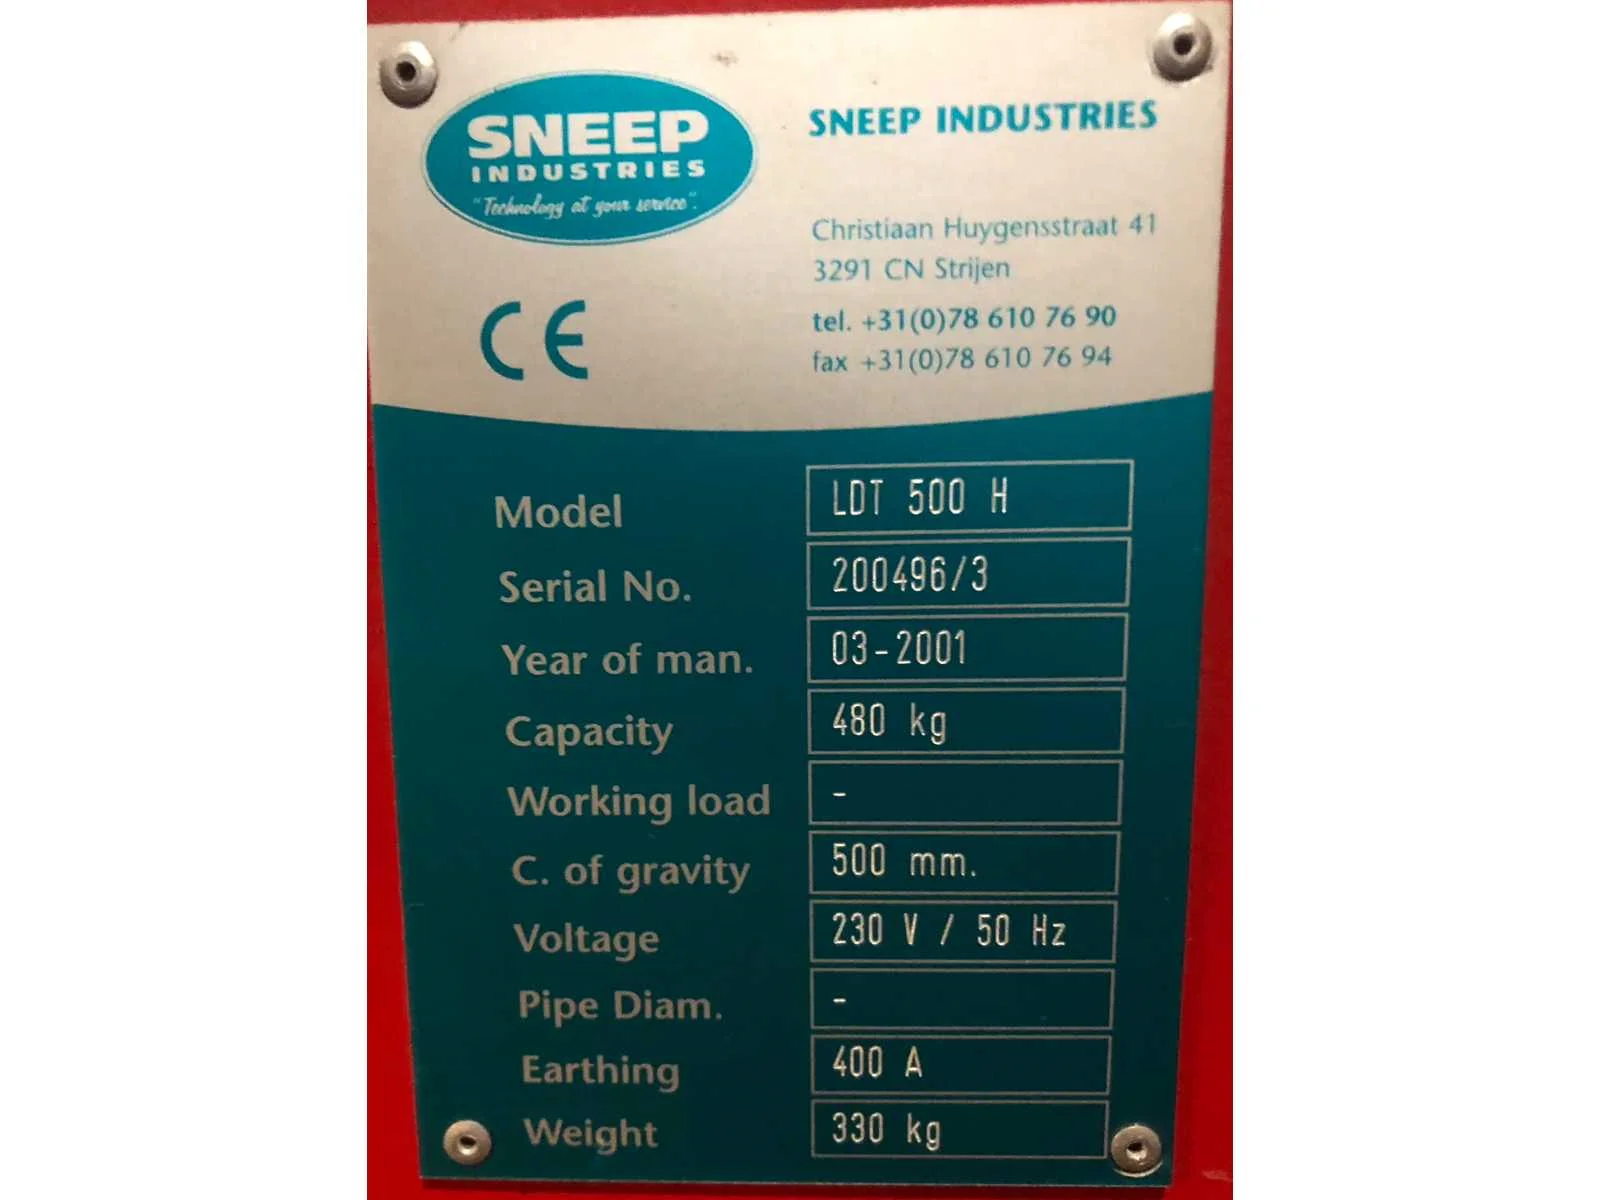 SNEEP
INDUSTRIES
"Technology at your service".
SNEEP INDUSTRIES
Christiaan Huygensstraat 41
3291 CN Strijen
tel. +31(0)78 610 76 90
fax +31(0)78 610 76 94
CE
Model LDT 500 H
Serial No. 200496/3
Year of man. 03-2001
Capacity 480 kg
Working load -
C. of gravity 500 mm.
Voltage 230 V / 50 Hz
Pipe Diam. -
Earthing 400 A
Weight 330 kg